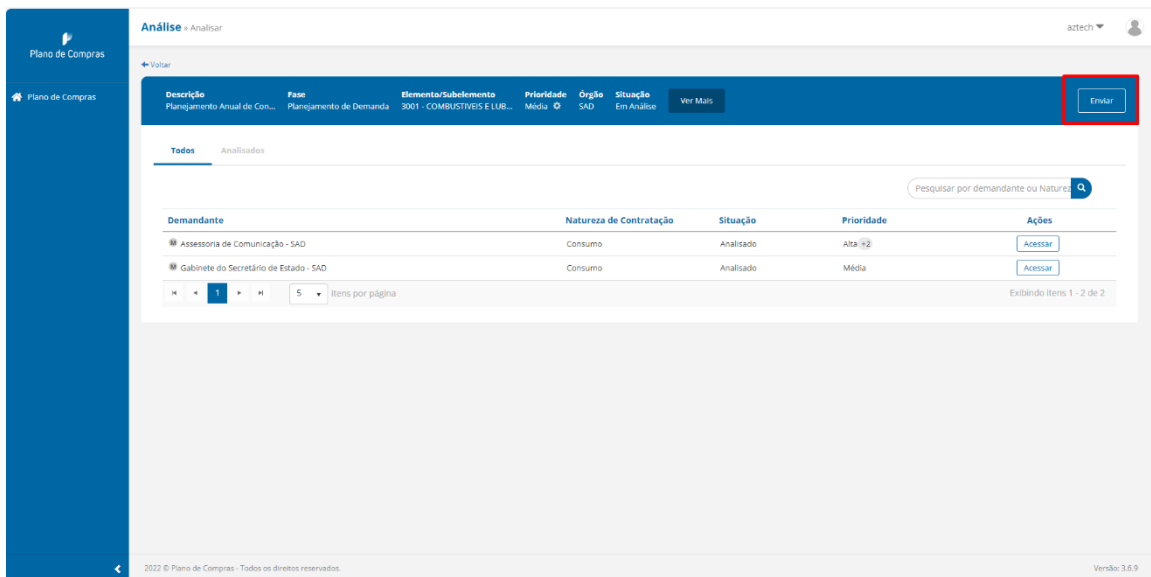 Plano de Compras
Plano de Compras
Análise » Analisar
aztech
Voltar
Descrição Fase Elemento/Subelemento Prioridade Órgão Situação
Planejamento Anual de Con... Planejamento de Demanda 3001 - COMBUSTIVEIS E LUB... Média SAD Em Análise
Ver Mais
Enviar
Todos Analisados
Pesquisar por demandante ou Naturez
Demandante Natureza de Contratação Situação Prioridade Ações
M Assessoria de Comunicação - SAD Consumo Analisado Alta +2 Acessar
M Gabinete do Secretário de Estado - SAD Consumo Analisado Média Acessar
1 5 itens por página Exibindo itens 1 - 2 de 2
2022 © Plano de Compras - Todos os direitos reservados. Versão: 3.6.9